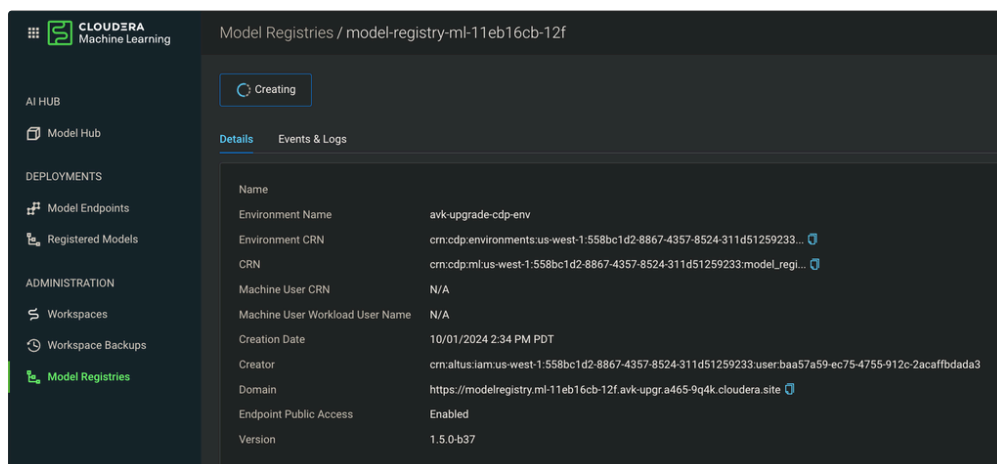 CLOUDERA
Machine Learning
Model Registries / model-registry-ml-11eb16cb-12f
Creating
AI HUB
Model Hub
DEPLOYMENTS
Model Endpoints
Registered Models
ADMINISTRATION
Workspaces
Workspace Backups
Model Registries
Details Events & Logs
Name
Environment Name avk-upgrade-cdp-env
Environment CRN crn:cdp:environments:us-west-1:558bc1d2-8867-4357-8524-311d51259233...
CRN crn:cdp:ml:us-west-1:558bc1d2-8867-4357-8524-311d51259233:model_regi...
Machine User CRN N/A
Machine User Workload User Name N/A
Creation Date 10/01/2024 2:34 PM PDT
Creator crn:altus:iam:us-west-1:558bc1d2-8867-4357-8524-311d51259233:user:baa57a59-ec75-4755-912c-2acaffbdada3
Domain https://modelregistry.ml-11eb16cb-12f.avk-upgr.a465-9q4k.cloudera.site
Endpoint Public Access Enabled
Version 1.5.0-b37